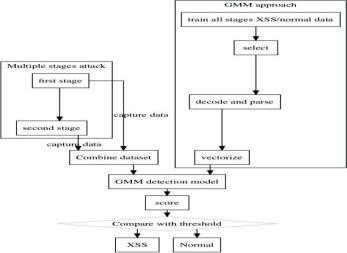 GMM approach
train all stages XSS/normal data
select
Multiple stages attack
first stage
decode and parse
capture data
second stage
capture data
Combine dataset
vectorize
GMM detection model
score
Compare with threshold
XSS
Normal